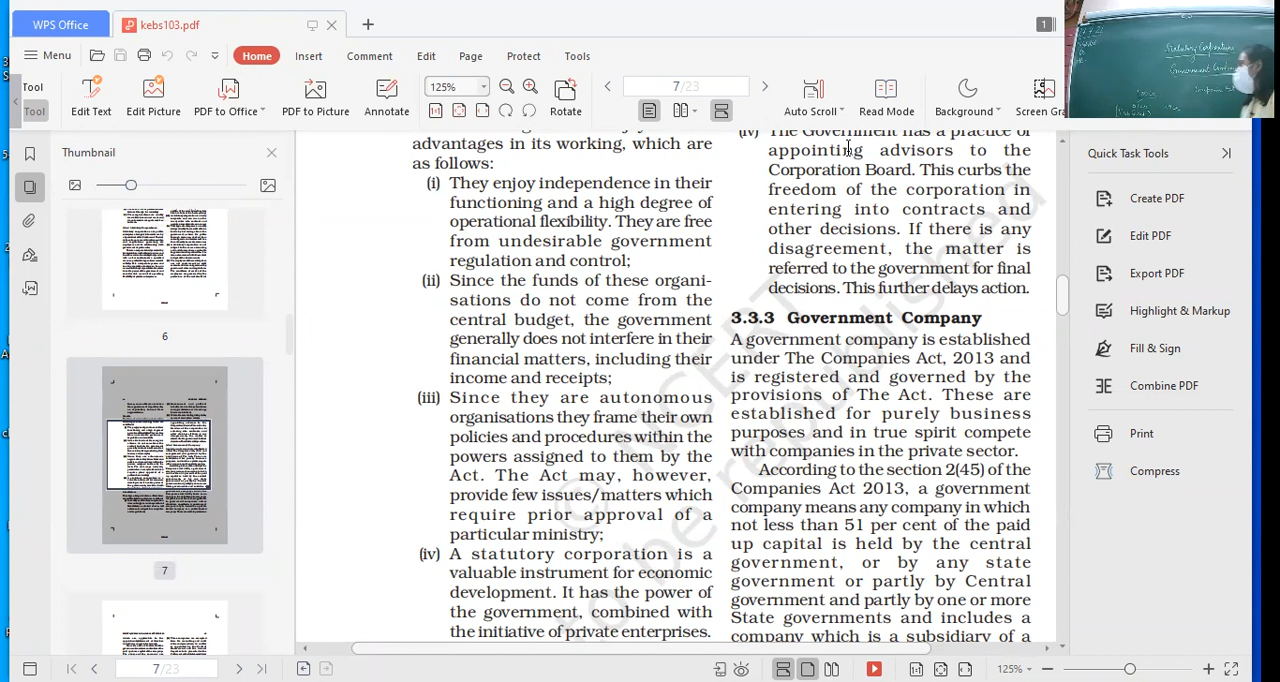 WPS Office
kebs103.pdf
1
Menu
Home
Insert
Comment
Edit
Page
Protect
Tools
Tool
Tool
Edit Text
Edit Picture
PDF to Office
PDF to Picture
Annotate
125%
Rotate
7/23
Auto Scroll
Read Mode
Background
Screen Gra
Thumbnail
6
7
advantages in its working, which are
as follows:
(i) They enjoy independence in their
functioning and a high degree of
operational flexibility. They are free
from undesirable government
regulation and control;
(ii) Since the funds of these organi-
sations do not come from the
central budget, the government
generally does not interfere in their
financial matters, including their
income and receipts;
(iii) Since they are autonomous
organisations they frame their own
policies and procedures within the
powers assigned to them by the
Act. The Act may, however,
provide few issues/matters which
require prior approval of a
particular ministry;
(iv) A statutory corporation is a
valuable instrument for economic
development. It has the power of
the government, combined with
the initiative of private enterprises.
(iv) The Government has a practice of
appointing advisors to the
Corporation Board. This curbs the
freedom of the corporation in
entering into contracts and
other decisions. If there is any
disagreement, the matter is
referred to the government for final
decisions. This further delays action.
3.3.3 Government Company
A government company is established
under The Companies Act, 2013 and
is registered and governed by the
provisions of The Act. These are
established for purely business
purposes and in true spirit compete
with companies in the private sector.
According to the section 2(45) of the
Companies Act 2013, a government
company means any company in which
not less than 51 per cent of the paid
up capital is held by the central
government, or by any state
government or partly by Central
government and partly by one or more
State governments and includes a
company which is a subsidiary of a
© NCERT
to be republished
Quick Task Tools
Create PDF
Edit PDF
Export PDF
Highlight & Mupad
Fill & Sign
Combine PDF
Print
Compress
Statutory Corporation
7/23
125%